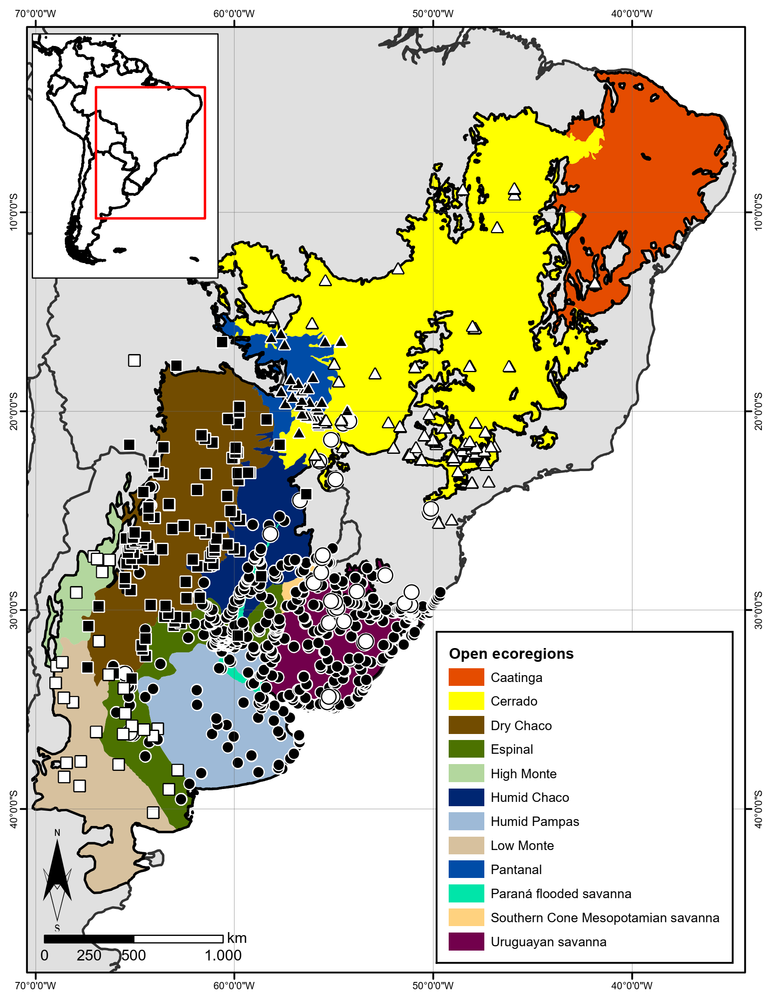 70°0'0"W 60°0'0"W 50°0'0"W 40°0'0"W
10°0'0"S 10°0'0"S
20°0'0"S 20°0'0"S
30°0'0"S 30°0'0"S
Open ecoregions
Caatinga
Cerrado
Dry Chaco
Espinal
High Monte
Humid Chaco
40°0'0"S 40°0'0"S
Humid Pampas
N
Low Monte
Pantanal
Paraná flooded savanna
Southern Cone Mesopotamian savanna
S
km
Uruguayan savanna
0 250 500 1.000
70°0'0"W 60°0'0"W 50°0'0"W 40°0'0"W